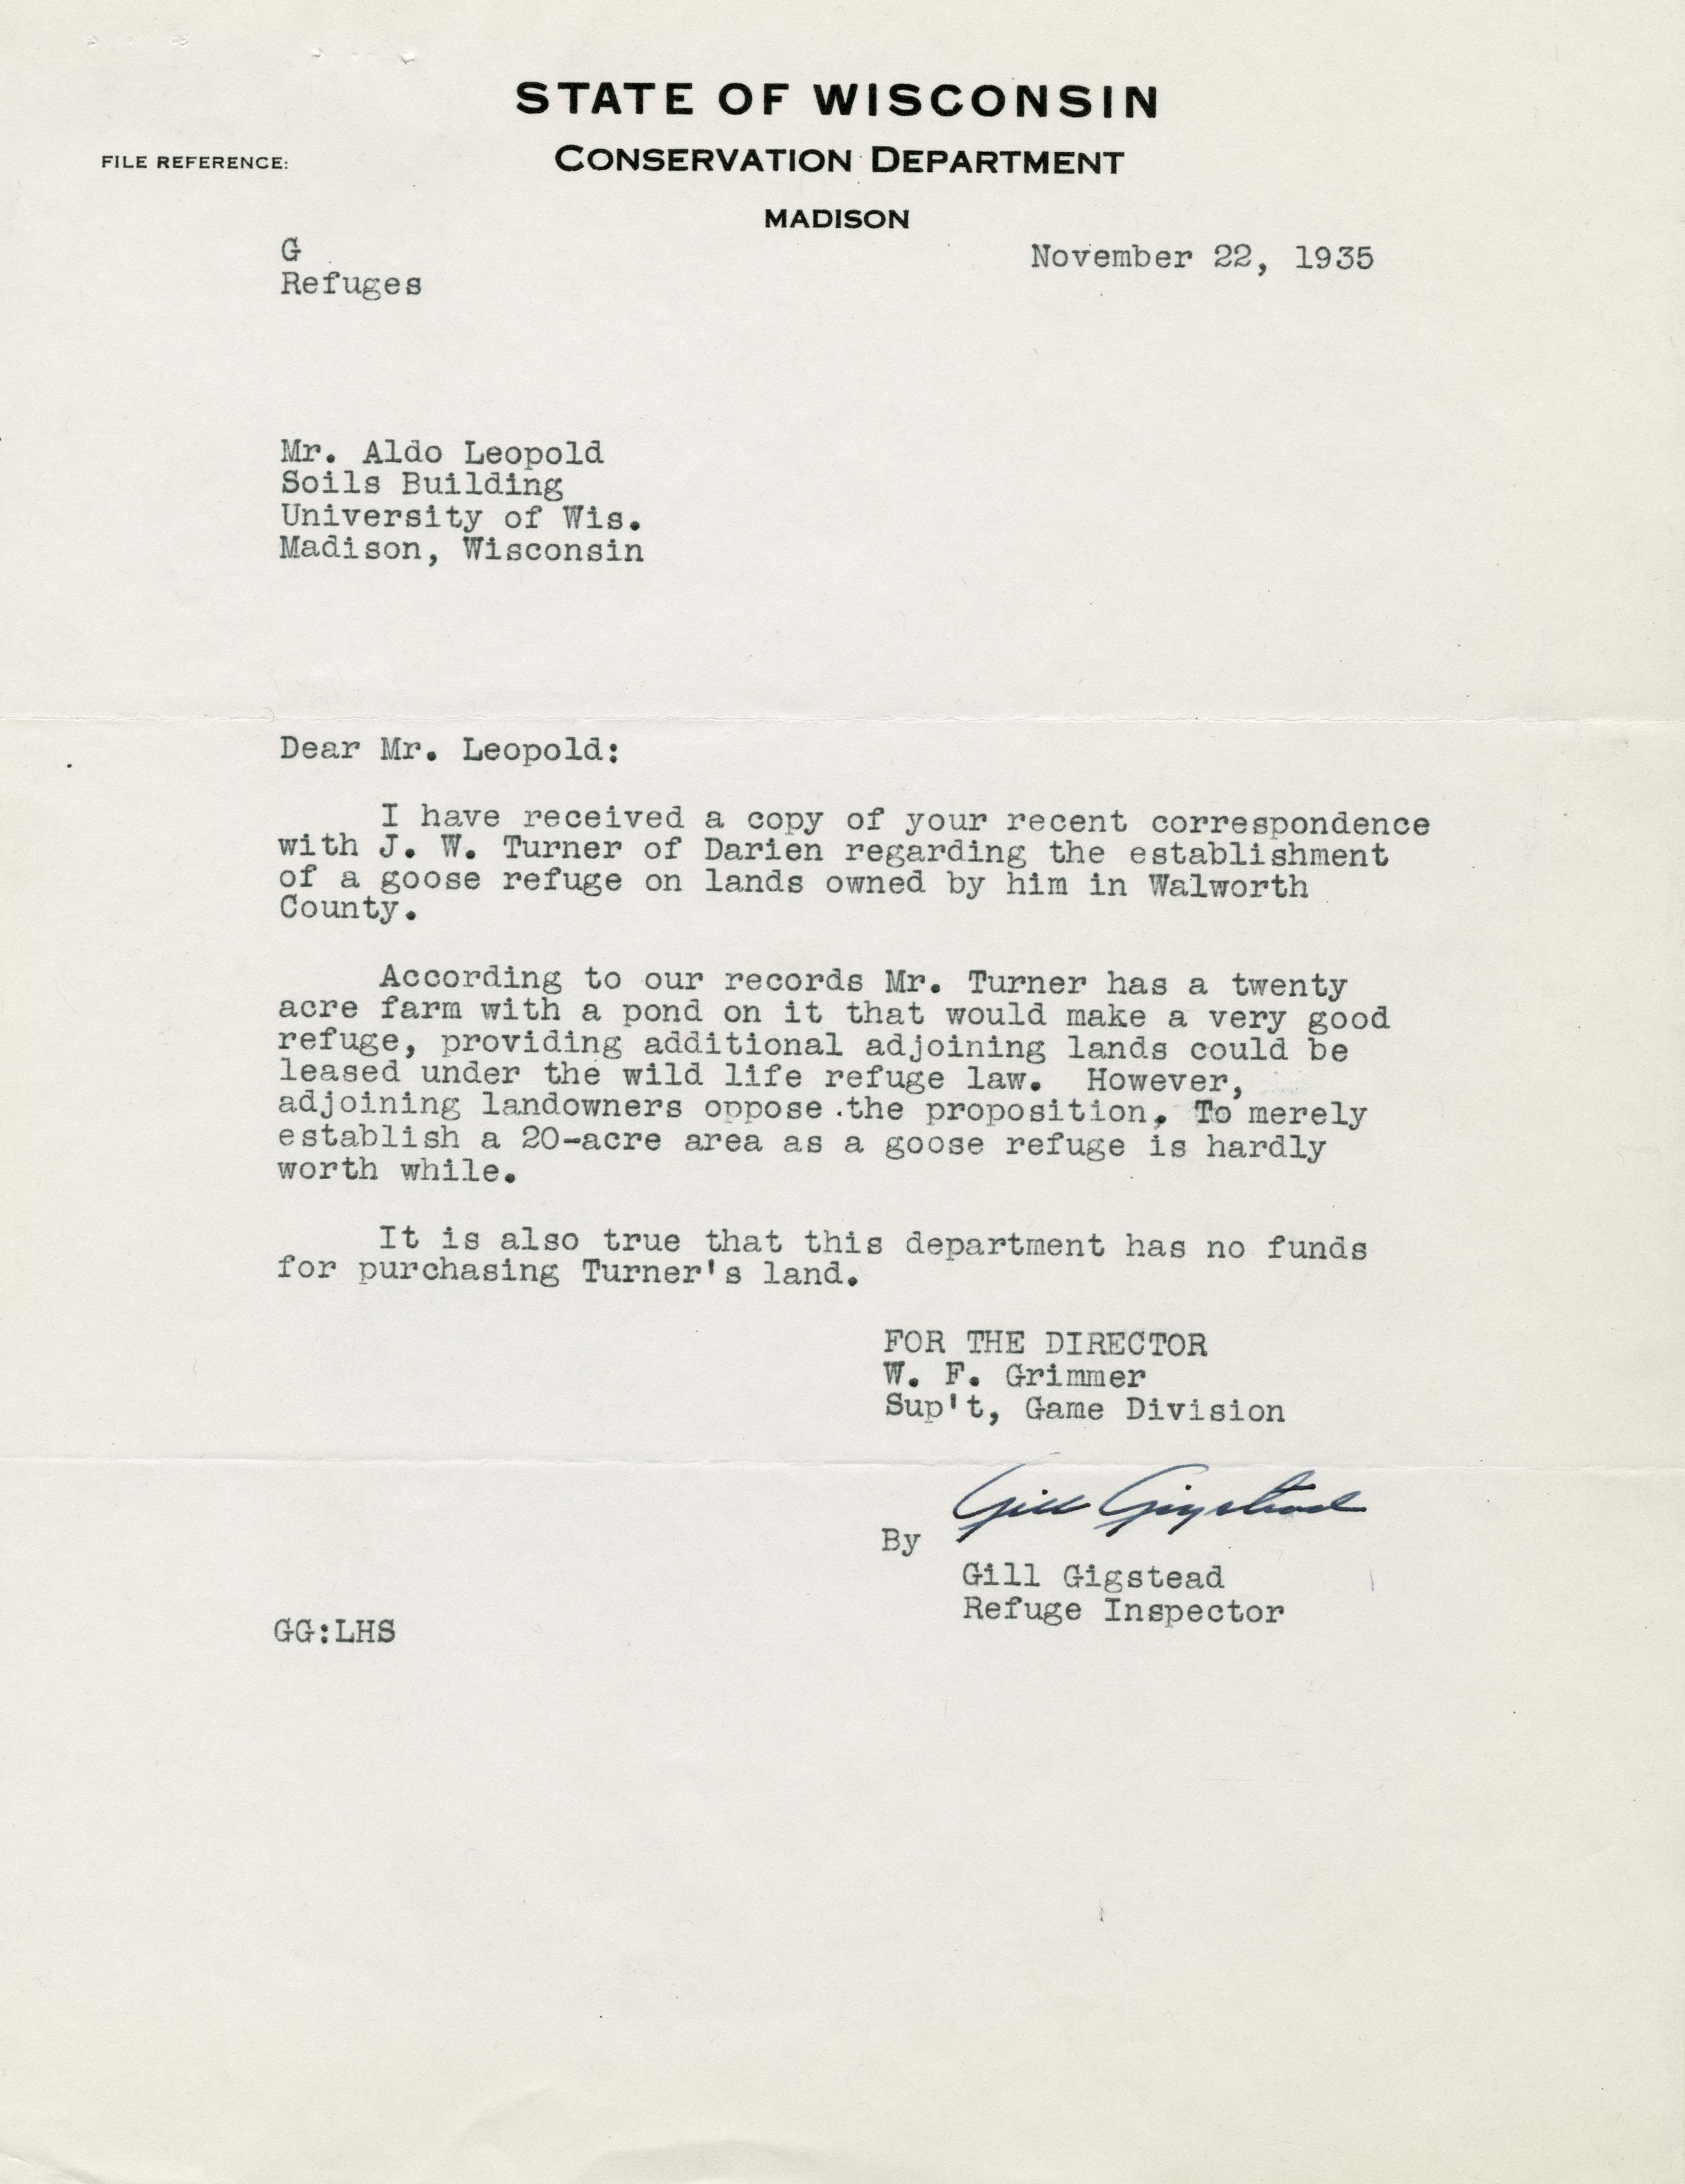 STATE OF WISCONSIN
CONSERVATION DEPARTMENT
FILE REFERENCE:
MADISON
G
Refuges
November 22, 1935
Mr. Aldo Leopold
Soils Building
University of Wis.
Madison, Wisconsin
Dear Mr. Leopold:
I have received a copy of your recent correspondence
with J. W. Turner of Darien regarding the establishment
of a goose refuge on lands owned by him in Walworth
County.
According to our records Mr. Turner has a twenty
acre farm with a pond on it that would make a very good
refuge, providing additional adjoining lands could be
leased under the wild life refuge law.  However,
adjoining landowners oppose the proposition. To merely
establish a 20-acre area as a goose refuge is hardly
worth while.
It is also true that this department has no funds
for purchasing Turner's land.
FOR THE DIRECTOR
W. F. Grimmer
Sup't, Game Division
Gill Gigstead
By
Gill Gigstead
Refuge Inspector
GG:LHS